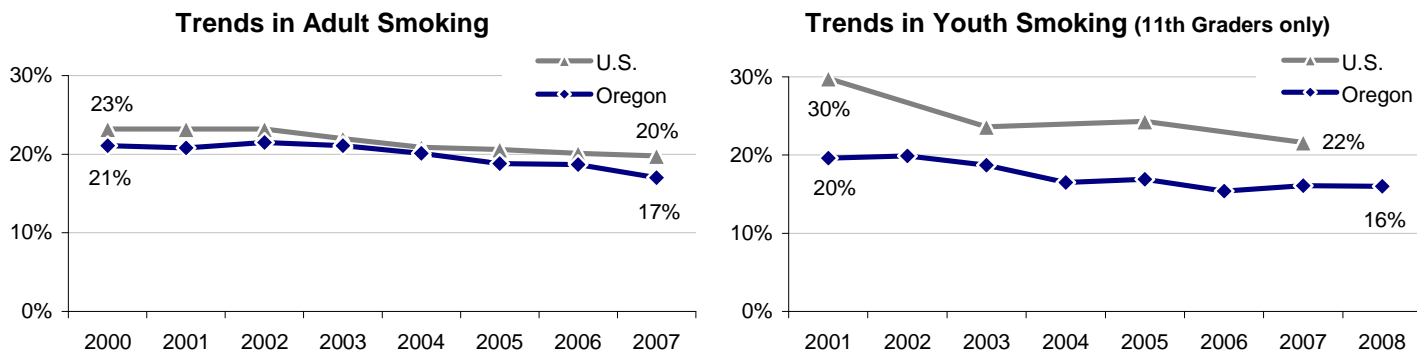 Trends in Adult Smoking
U.S.
Oregon
30%
20%
10%
0%
23%
21%
20%
17%
2000 2001 2002 2003 2004 2005 2006 2007
Trends in Youth Smoking (11th Graders only)
U.S.
Oregon
30%
20%
10%
0%
30%
20%
22%
16%
2001 2002 2003 2004 2005 2006 2007 2008